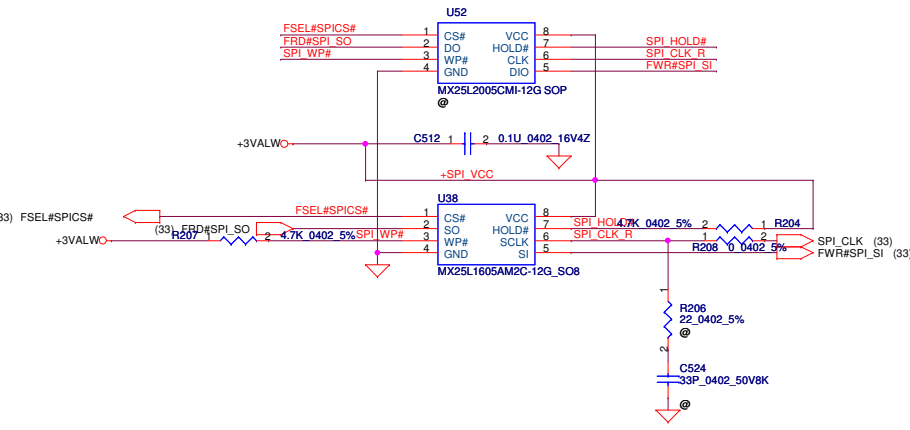 U52
FSEL#SPICS# 1 CS# VCC 8
FRD#SPI_SO 2 DO HOLD# 7 SPI_HOLD#
SPI_WP# 3 WP# CLK 6 SPI_CLK_R
4 GND DIO 5 FWR#SPI_SI
MX25L2005CMI-12G SOP
@
+3VALW C512 1 2 0.1U_0402_16V4Z
+SPI_VCC
U38
33) FSEL#SPICS# FSEL#SPICS# 1 CS# VCC 8
(33) FRD#SPI_SO 2 SO HOLD# 7 SPI_HOLD# 4.7K_0402_5% 2 1 R204
+3VALW R207 1 2 4.7K_0402_5% SPI_WP# 3 WP# SCLK 6 SPI_CLK_R 1 2 SPI_CLK (33)
4 GND SI 5 R208 0_0402_5% FWR#SPI_SI (33)
MX25L1605AM2C-12G_SO8
1
R206
22_0402_5%
@
2
C524
33P_0402_50V8K
@